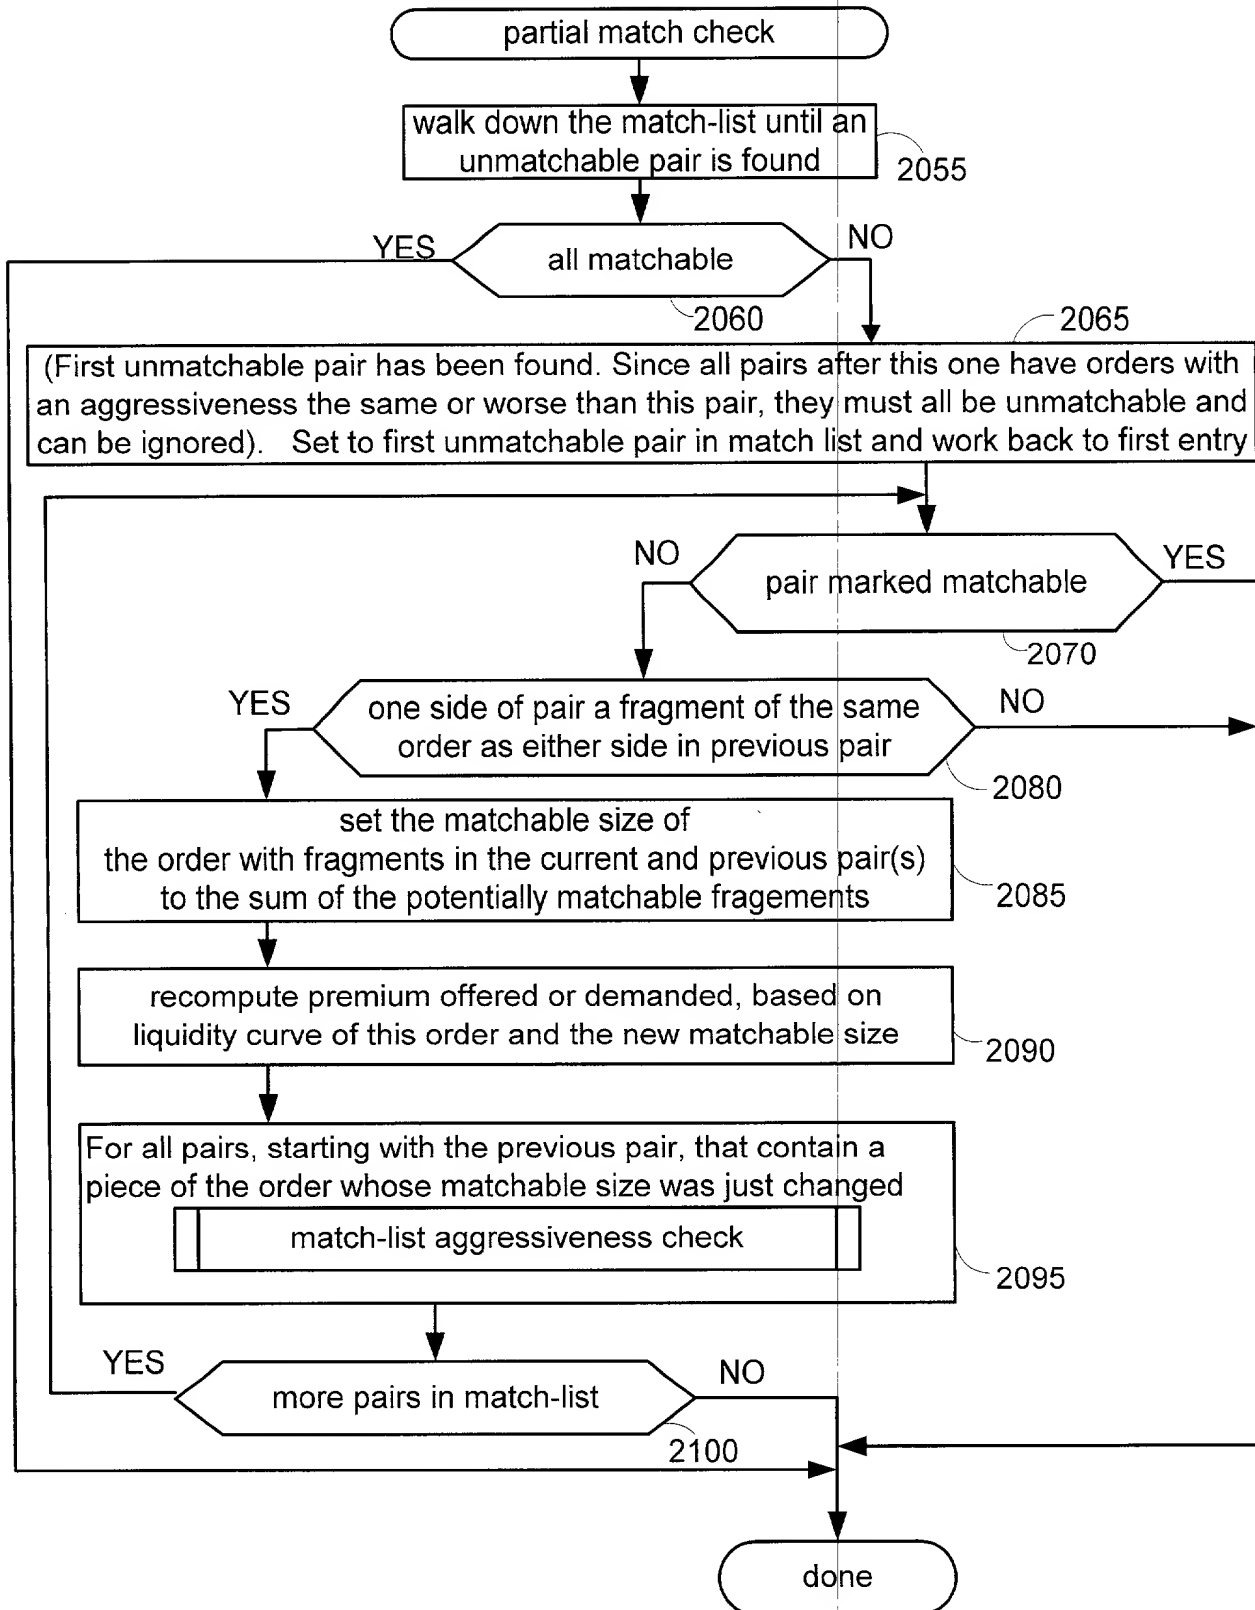 partial match check
walk down the match-list until an
unmatchable pair is found
2055
YES
NO
all matchable
2060
2065
(First unmatchable pair has been found. Since all pairs after this one have orders with
an aggressiveness the same or worse than this pair, they must all be unmatchable and
can be ignored). Set to first unmatchable pair in match list and work back to first entry
NO
YES
pair marked matchable
2070
YES
NO
one side of pair a fragment of the same
order as either side in previous pair
2080
set the matchable size of
the order with fragments in the current and previous pair(s)
to the sum of the potentially matchable fragements
2085
recompute premium offered or demanded, based on
liquidity curve of this order and the new matchable size
2090
For all pairs, starting with the previous pair, that contain a
piece of the order whose matchable size was just changed
match-list aggressiveness check
2095
YES
NO
more pairs in match-list
2100
done